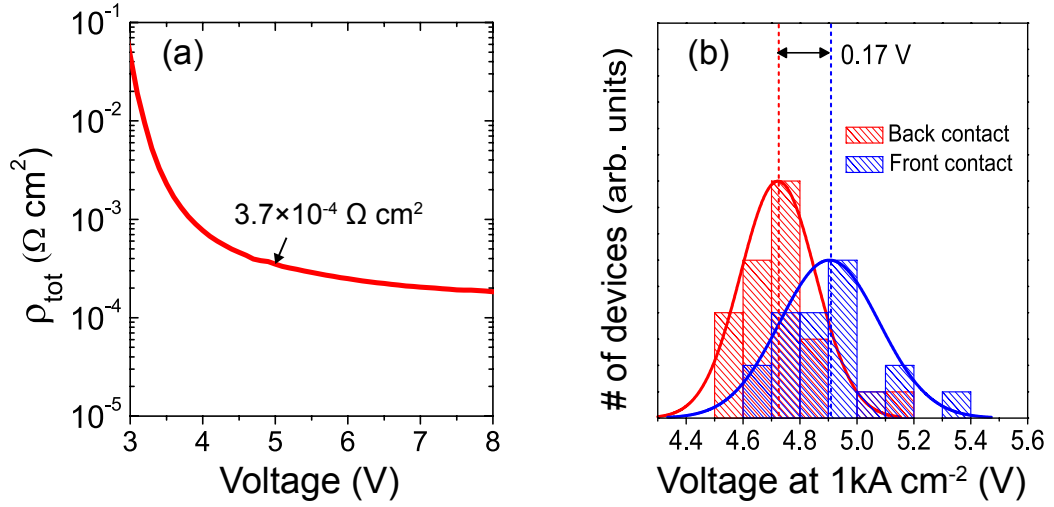 (a)
10⁻¹
10⁻²
10⁻³
10⁻⁴
10⁻⁵
ρtot (Ω cm²)
3.7×10⁻⁴ Ω cm²
3 4 5 6 7 8
Voltage (V)
(b)
0.17 V
Back contact
Front contact
# of devices (arb. units)
4.4 4.6 4.8 5.0 5.2 5.4 5.6
Voltage at 1kA cm⁻² (V)